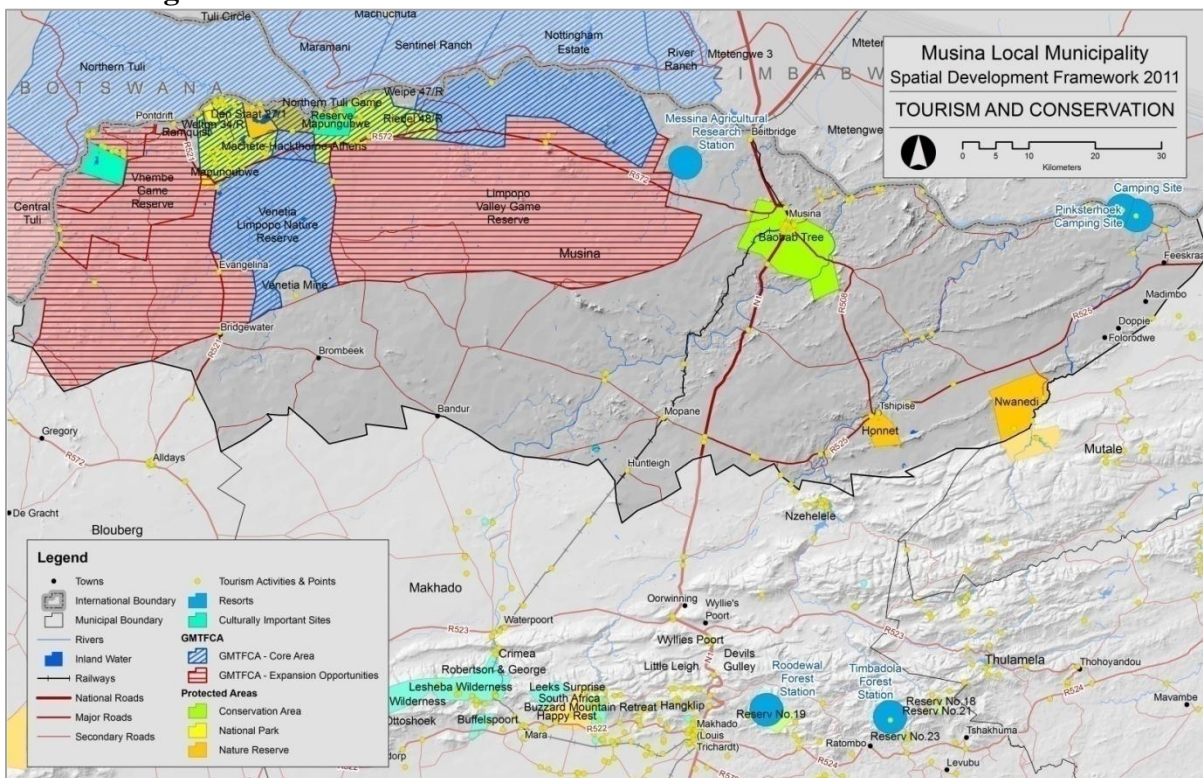 Musina Local Municipality
Spatial Development Framework 2011
TOURISM AND CONSERVATION
0 5 10 20 30
Kilometers
Tuli Circle
Machuchuta
Maramani
Sentinel Ranch
Nottingham
Estate
River
Ranch
Mtetengwe 3
Northern Tuli
BOTSWANA
ZIMBABW
Pontdrift
Den Staat 27/1
Northern Tuli Game
Reserve
Weipe 47/R
Mapungubwe
Riedel 48/R
R572
Machete-Hackthorne-Athens
R521
Mapungubwe
Messina Agricultural
Research
Station
Beitbridge
Mtetengwe
Vhembe
Game
Reserve
Central
Tuli
Venetia
Limpopo Nature
Reserve
Limpopo
Valley Game
Reserve
R572
Musina
Musina
Baobab Tree
Camping Site
Pinksterhoek
Camping Site
Feeskraa
Evangelina
Venetia Mine
N1
R508
Madimbo
Doppie
Folorodwe
R525
Bridgewater
R521
Brombeek
Bandur
Mopane
Tshipise
Honnet
Nwanedi
R525
Gregory
R572
Alldays
Huntleigh
Mutale
De Gracht
Blouberg
Nzehelele
Makhado
Oorwinning
Wyllie's
Poort
R523
Waterpoort
Wyllies Poort
R523
Crimea
Robertson & George
Little Leigh
Devils
Gulley
N1
Roodewal
Forest
Station
Timbadola
Forest
Station
Thulamela
Thohoyandou
Lesheba Wilderness
Wilderness
Leeks Surprise
South Africa
Buzzard Mountain Retreat
Happy Rest
Hangklip
Reserv No.19
Reserv No.18
Reserv No.21
Reserv No.23
R524
Mavambe
Ottoshoek
Buffelspoort
Mara
R522
Makhado
(Louis
Trichardt)
Ratombo
Tshakhuma
R524
Levubu
Legend
Towns
International Boundary
Municipal Boundary
Rivers
Inland Water
Railways
National Roads
Major Roads
Secondary Roads
Tourism Activities & Points
Resorts
Culturally Important Sites
GMTFCA
GMTFCA - Core Area
GMTFCA - Expansion Opportunities
Protected Areas
Conservation Area
National Park
Nature Reserve